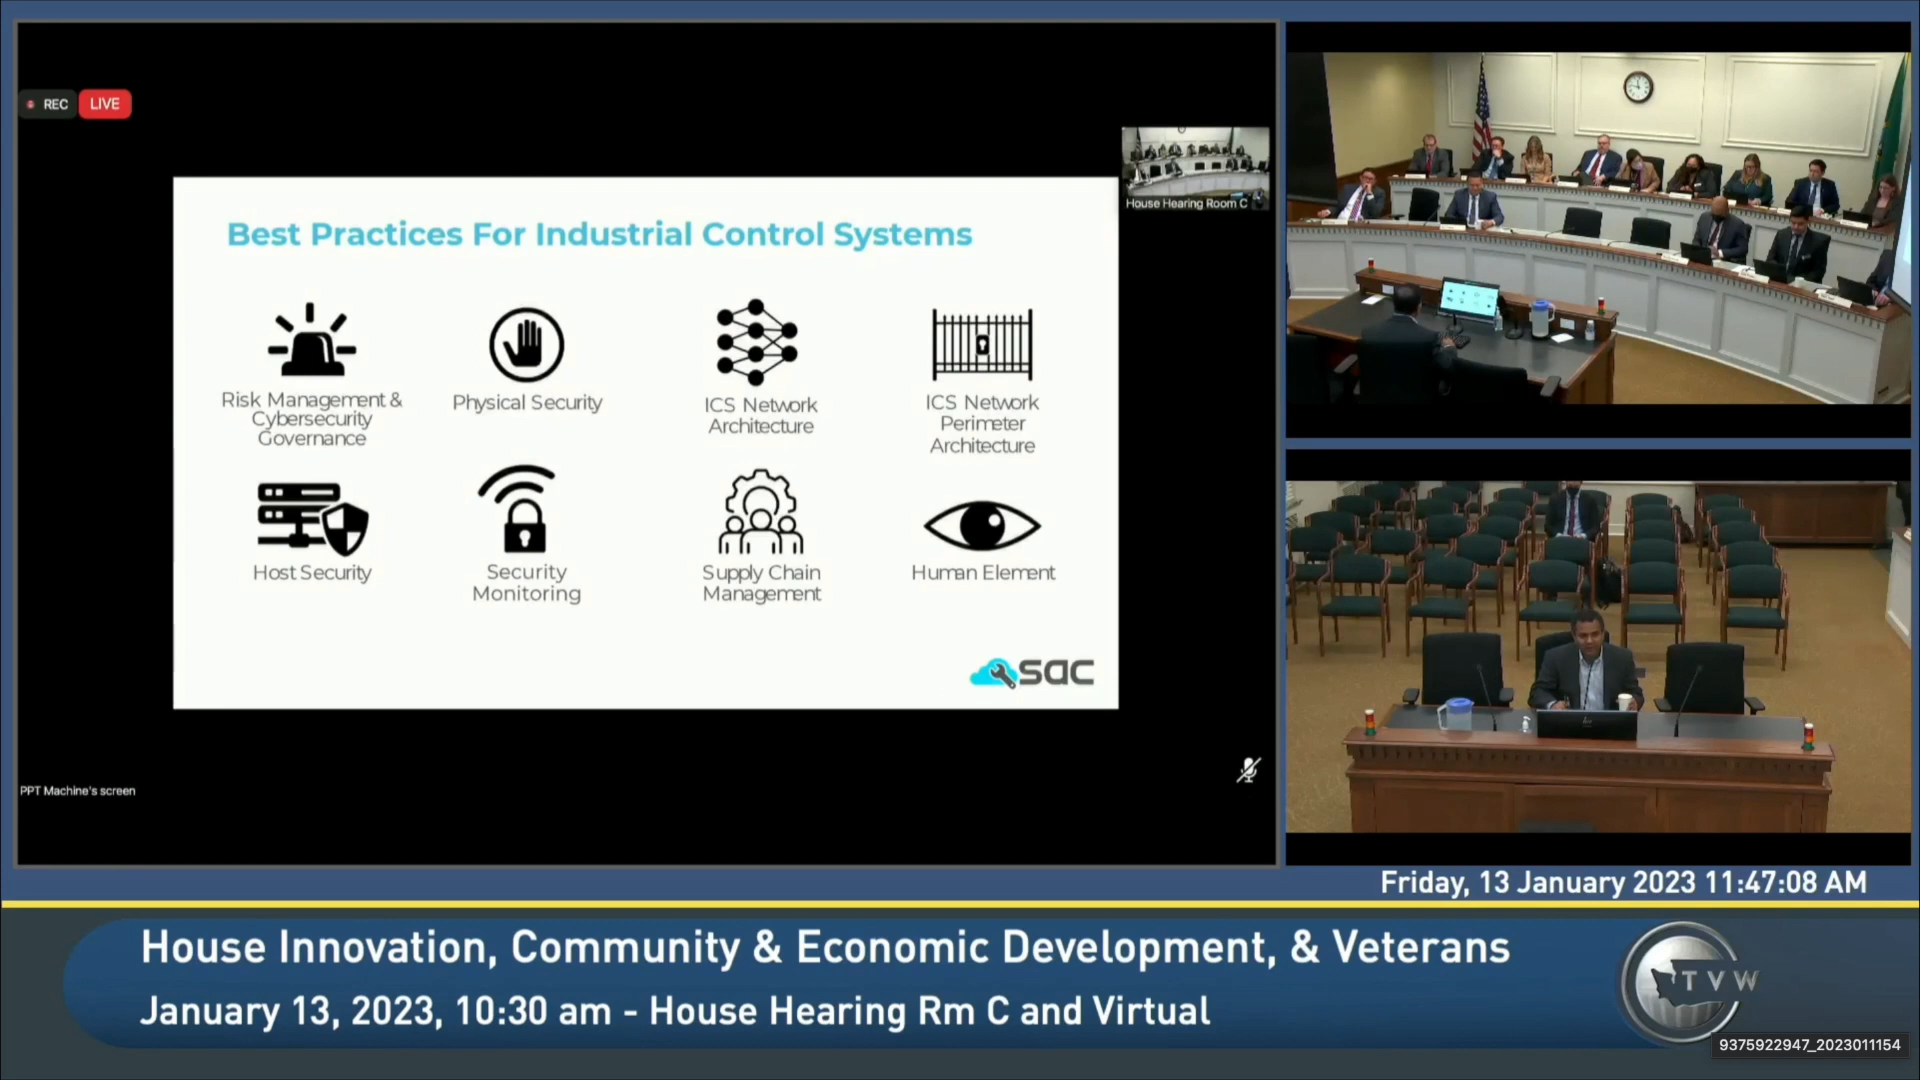 REC
LIVE
House Hearing Room C
Best Practices For Industrial Control Systems
Risk Management &
Cybersecurity
Governance
Physical Security
ICS Network
Architecture
ICS Network
Perimeter
Architecture
Host Security
Security
Monitoring
Supply Chain
Management
Human Element
sac
PPT Machine's screen
Friday, 13 January 2023 11:47:08 AM
House Innovation, Community & Economic Development, & Veterans
January 13, 2023, 10:30 am - House Hearing Rm C and Virtual
TVW
9375922947_2023011154